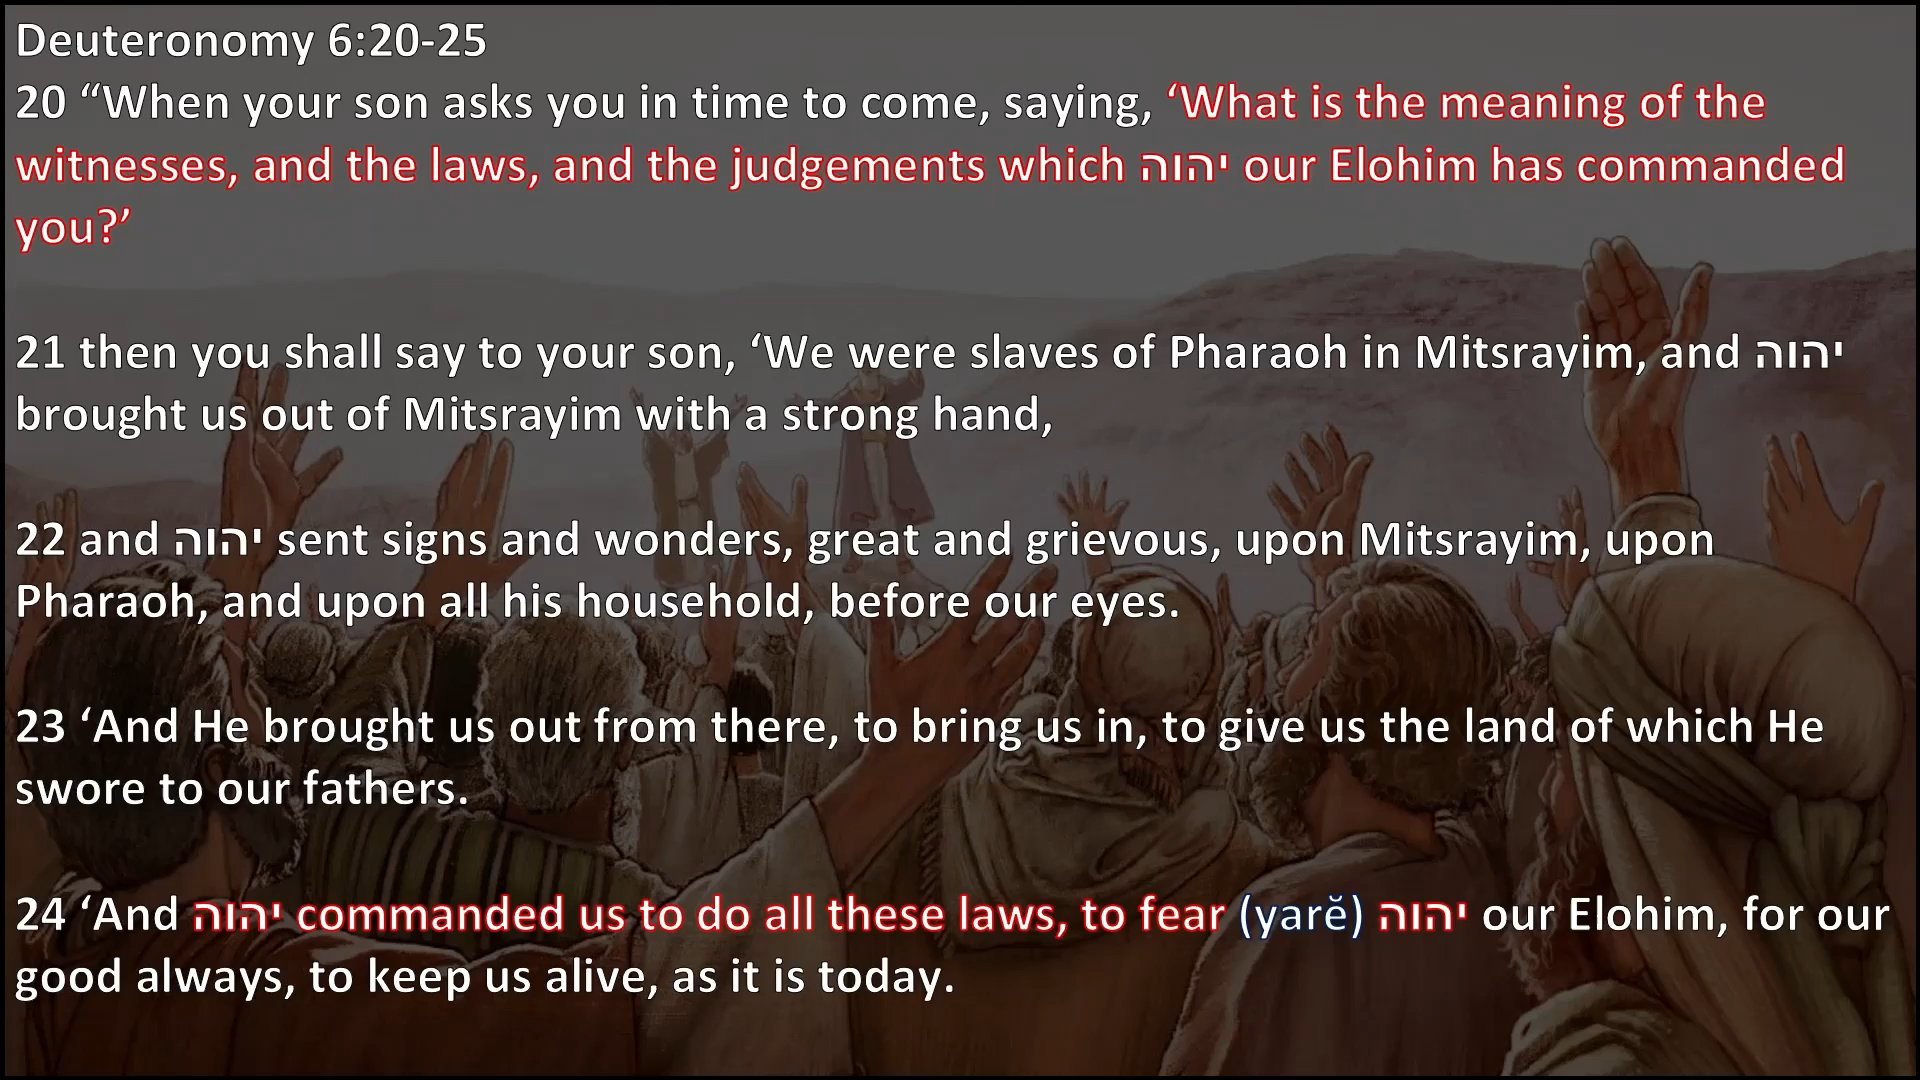 Deuteronomy 6:20-25
20 “When your son asks you in time to come, saying, ‘What is the meaning of the
witnesses, and the laws, and the judgements which יהוה our Elohim has commanded
you?’
21 then you shall say to your son, ‘We were slaves of Pharaoh in Mitsrayim, and יהוה
brought us out of Mitsrayim with a strong hand,
22 and יהוה sent signs and wonders, great and grievous, upon Mitsrayim, upon
Pharaoh, and upon all his household, before our eyes.
23 ‘And He brought us out from there, to bring us in, to give us the land of which He
swore to our fathers.
24 ‘And יהוה commanded us to do all these laws, to fear (yarĕ) יהוה our Elohim, for our
good always, to keep us alive, as it is today.